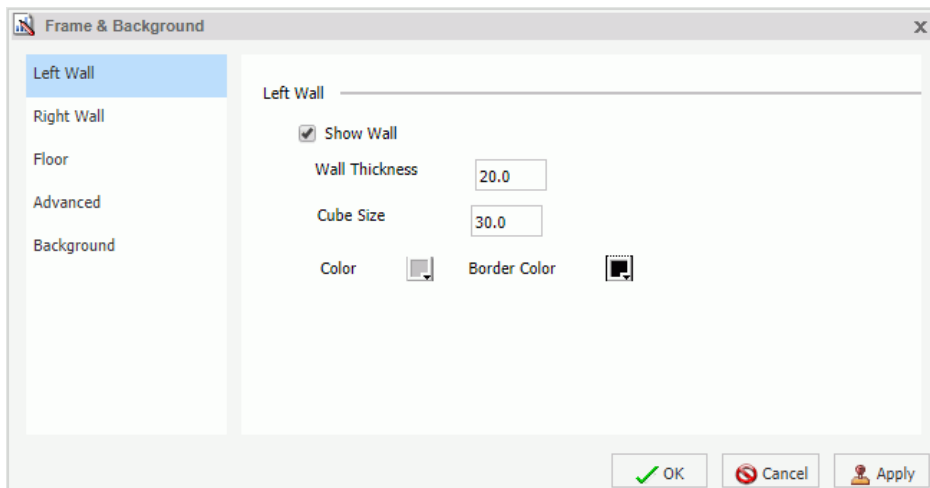 Frame & Background
x
Left Wall
Right Wall
Floor
Advanced
Background
Left Wall
Show Wall
Wall Thickness 20.0
Cube Size 30.0
Color Border Color
OK Cancel Apply